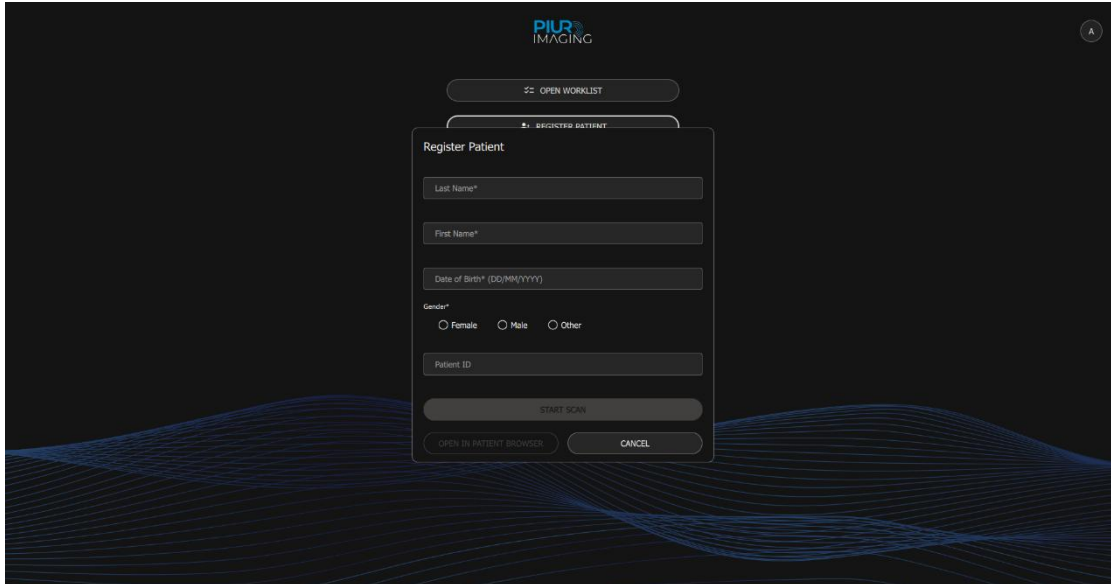 PIUR
IMAGING
A
OPEN WORKLIST
REGISTER PATIENT
Register Patient
Last Name*
First Name*
Date of Birth* (DD/MM/YYYY)
Gender*
Female Male Other
Patient ID
START SCAN
OPEN IN PATIENT BROWSER CANCEL